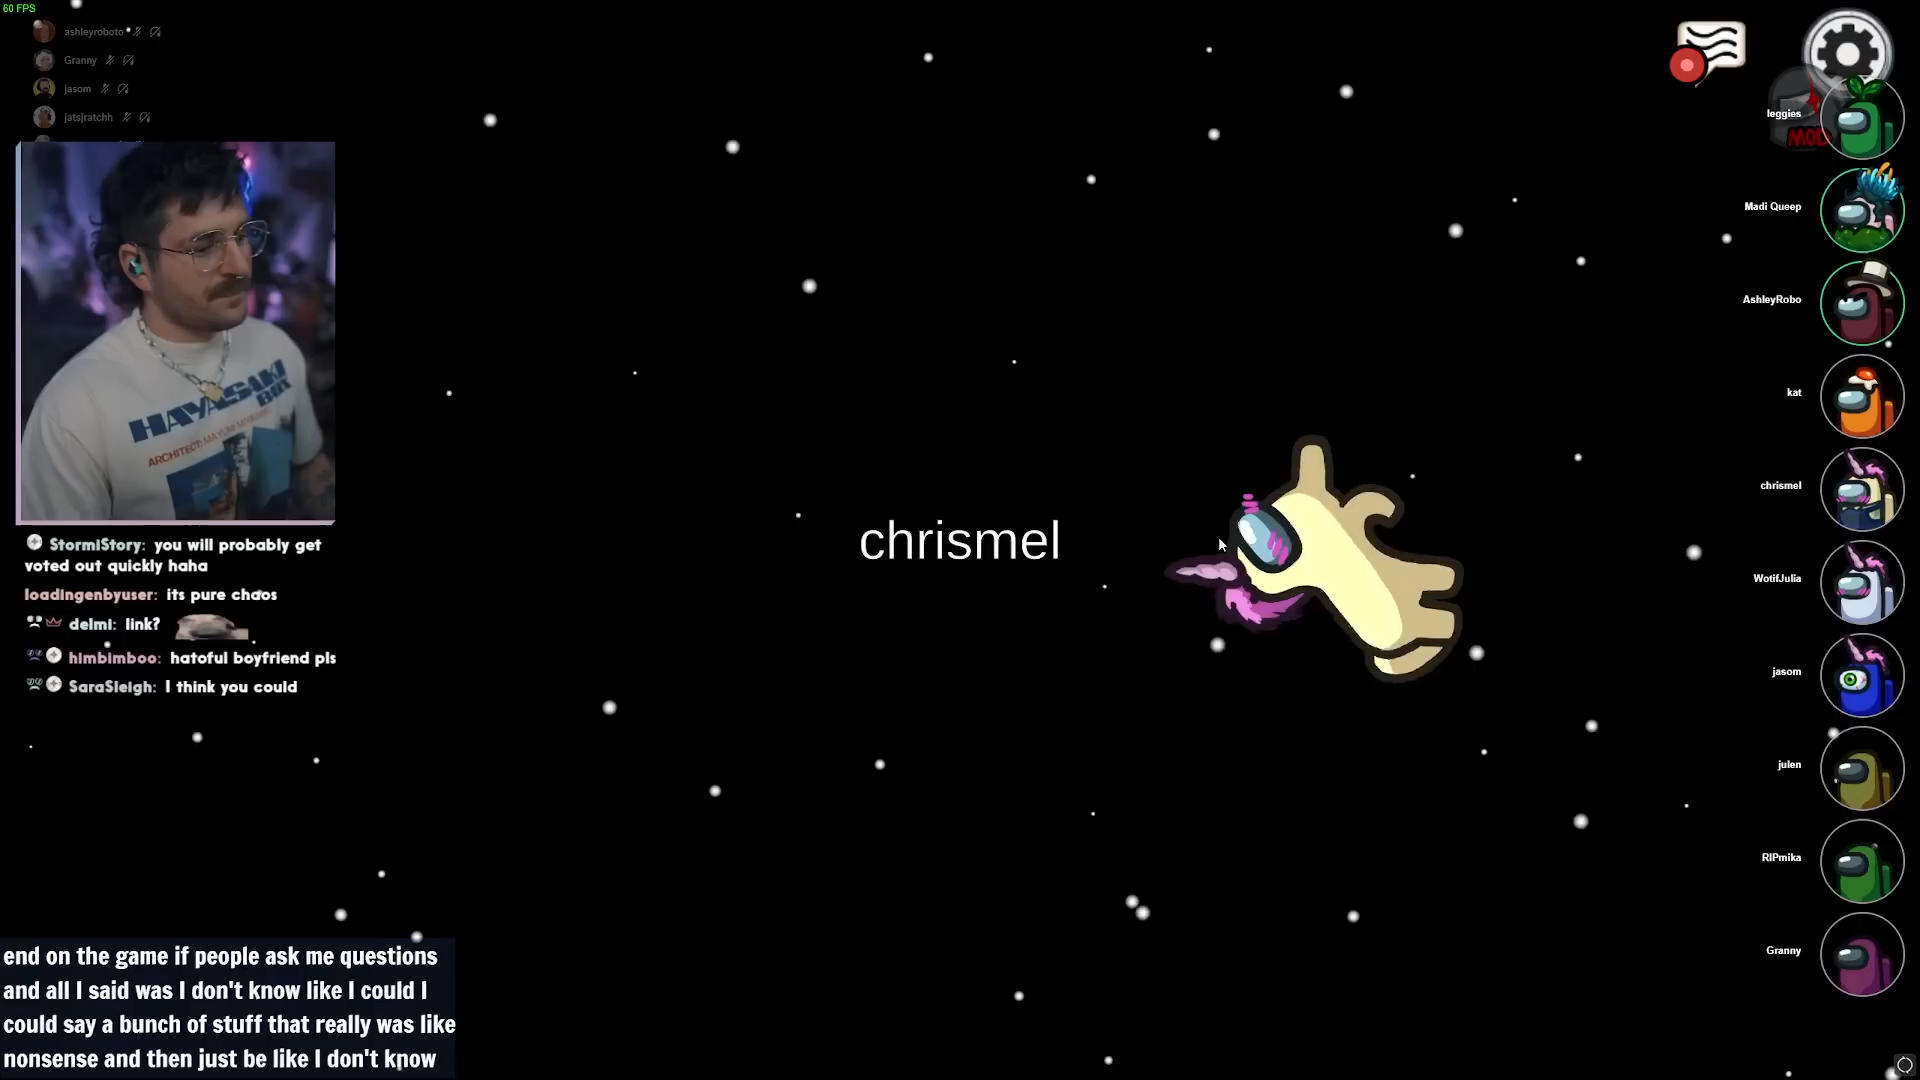 60 FPS
ashleyroboto
Granny
jasom
jatsjratchh
HAYASAKI
ARCHITECT:
StormiStory: you will probably get
voted out quickly haha
loadingenbyuser: its pure chaos
delmi: link?
himbimboo: hatoful boyfriend pls
SaraSleigh: I think you could
end on the game if people ask me questions
and all I said was I don't know like I could I
could say a bunch of stuff that really was like
nonsense and then just be like I don't know
chrismel
MOD
leggies
Madi Queep
AshleyRobo
kat
chrismel
WotifJulia
jasom
julen
RIPmika
Granny